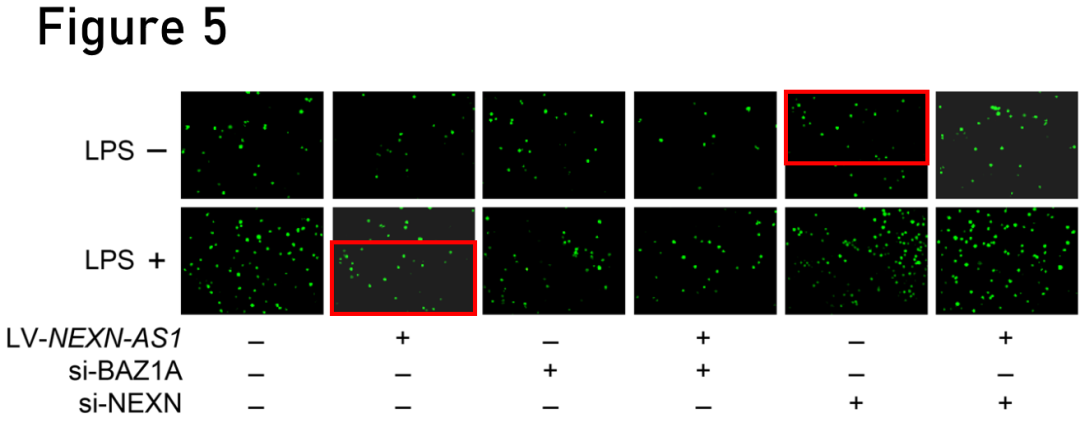 Figure 5
LPS −
LPS +
LV-NEXN-AS1 − + − + − +
si-BAZ1A − − + + − −
si-NEXN − − − − + +